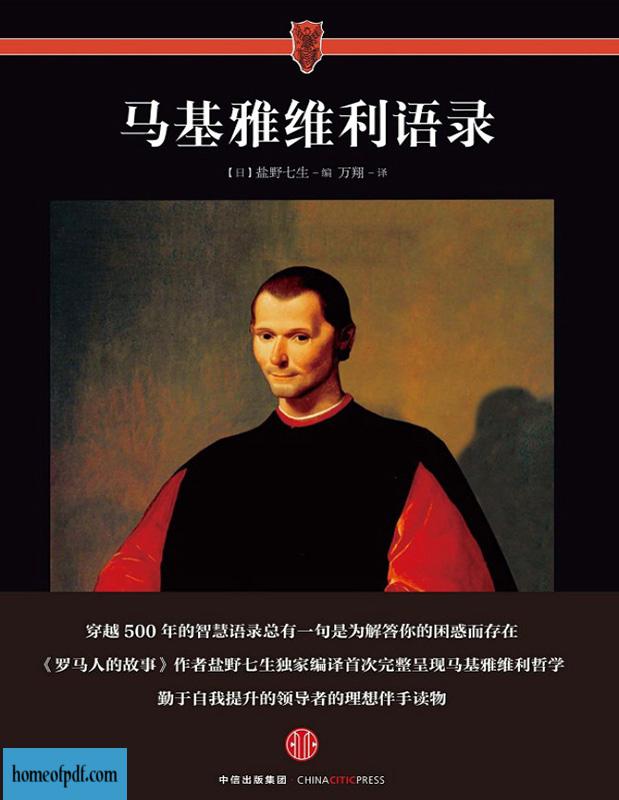 马基雅维利语录
【日】盐野七生－编 万翔－译
穿越500年的智慧语录总有一句是为解答你的困惑而存在
《罗马人的故事》作者盐野七生独家编译首次完整呈现马基雅维利哲学
勤于自我提升的领导者的理想伴手读物
中信出版集团·CHINACITICPRESS
homeofpdf.com